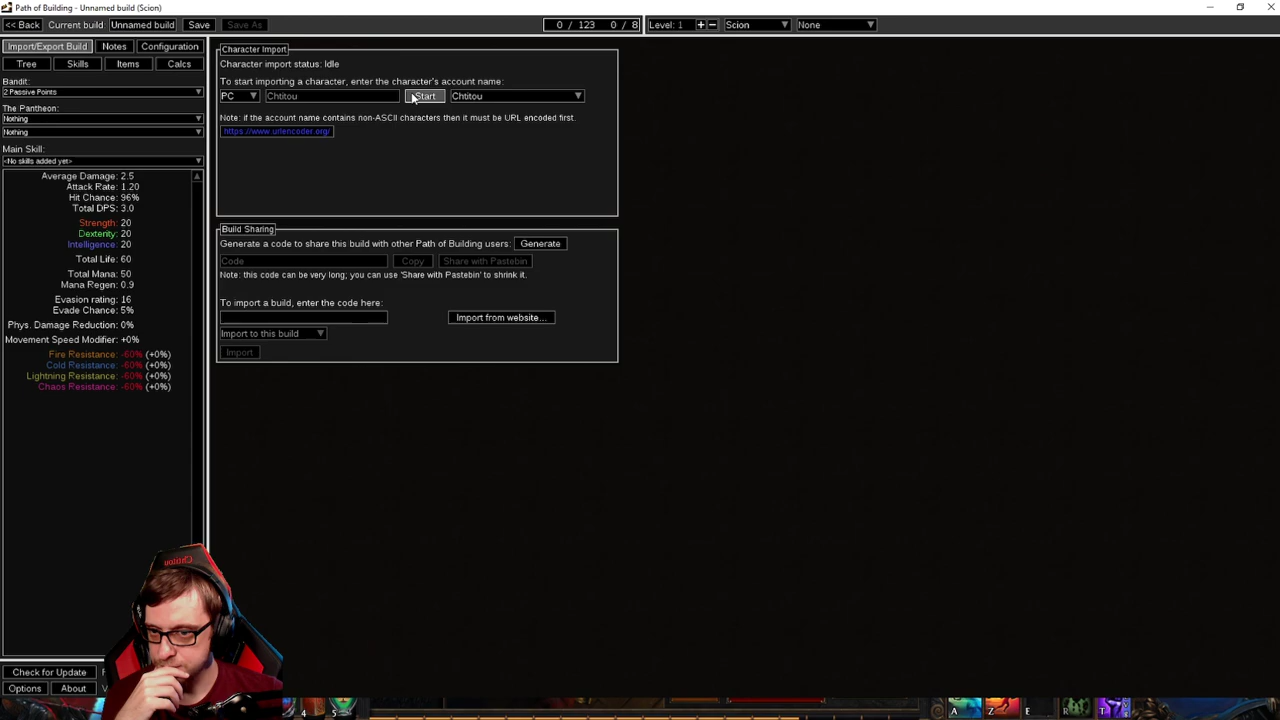 Path of Building - Unnamed build (Scion)
<< Back Current build: Unnamed build Save Save As 0 / 123 0 / 8 Level: 1 + − Scion None
Import/Export Build Notes Configuration
Tree Skills Items Calcs
Bandit:
2 Passive Points
The Pantheon:
Nothing
Nothing
Main Skill:
<No skills added yet>
Average Damage: 2.5
Attack Rate: 1.20
Hit Chance: 96%
Total DPS: 3.0
Strength: 20
Dexterity: 20
Intelligence: 20
Total Life: 60
Total Mana: 50
Mana Regen: 0.9
Evasion rating: 16
Evade Chance: 5%
Phys. Damage Reduction: 0%
Movement Speed Modifier: +0%
Fire Resistance: -60% (+0%)
Cold Resistance: -60% (+0%)
Lightning Resistance: -60% (+0%)
Chaos Resistance: -60% (+0%)
Check for Update
Options About
Character Import
Character import status: Idle
To start importing a character, enter the character's account name:
PC Chtitou Start Chtitou
Note: if the account name contains non-ASCII characters then it must be URL encoded first.
https://www.urlencoder.org/
Build Sharing
Generate a code to share this build with other Path of Building users: Generate
Code Copy Share with Pastebin
Note: this code can be very long; you can use 'Share with Pastebin' to shrink it.
To import a build, enter the code here:
Import from website...
Import to this build
Import
Chtitou
4 5 A Z E R T